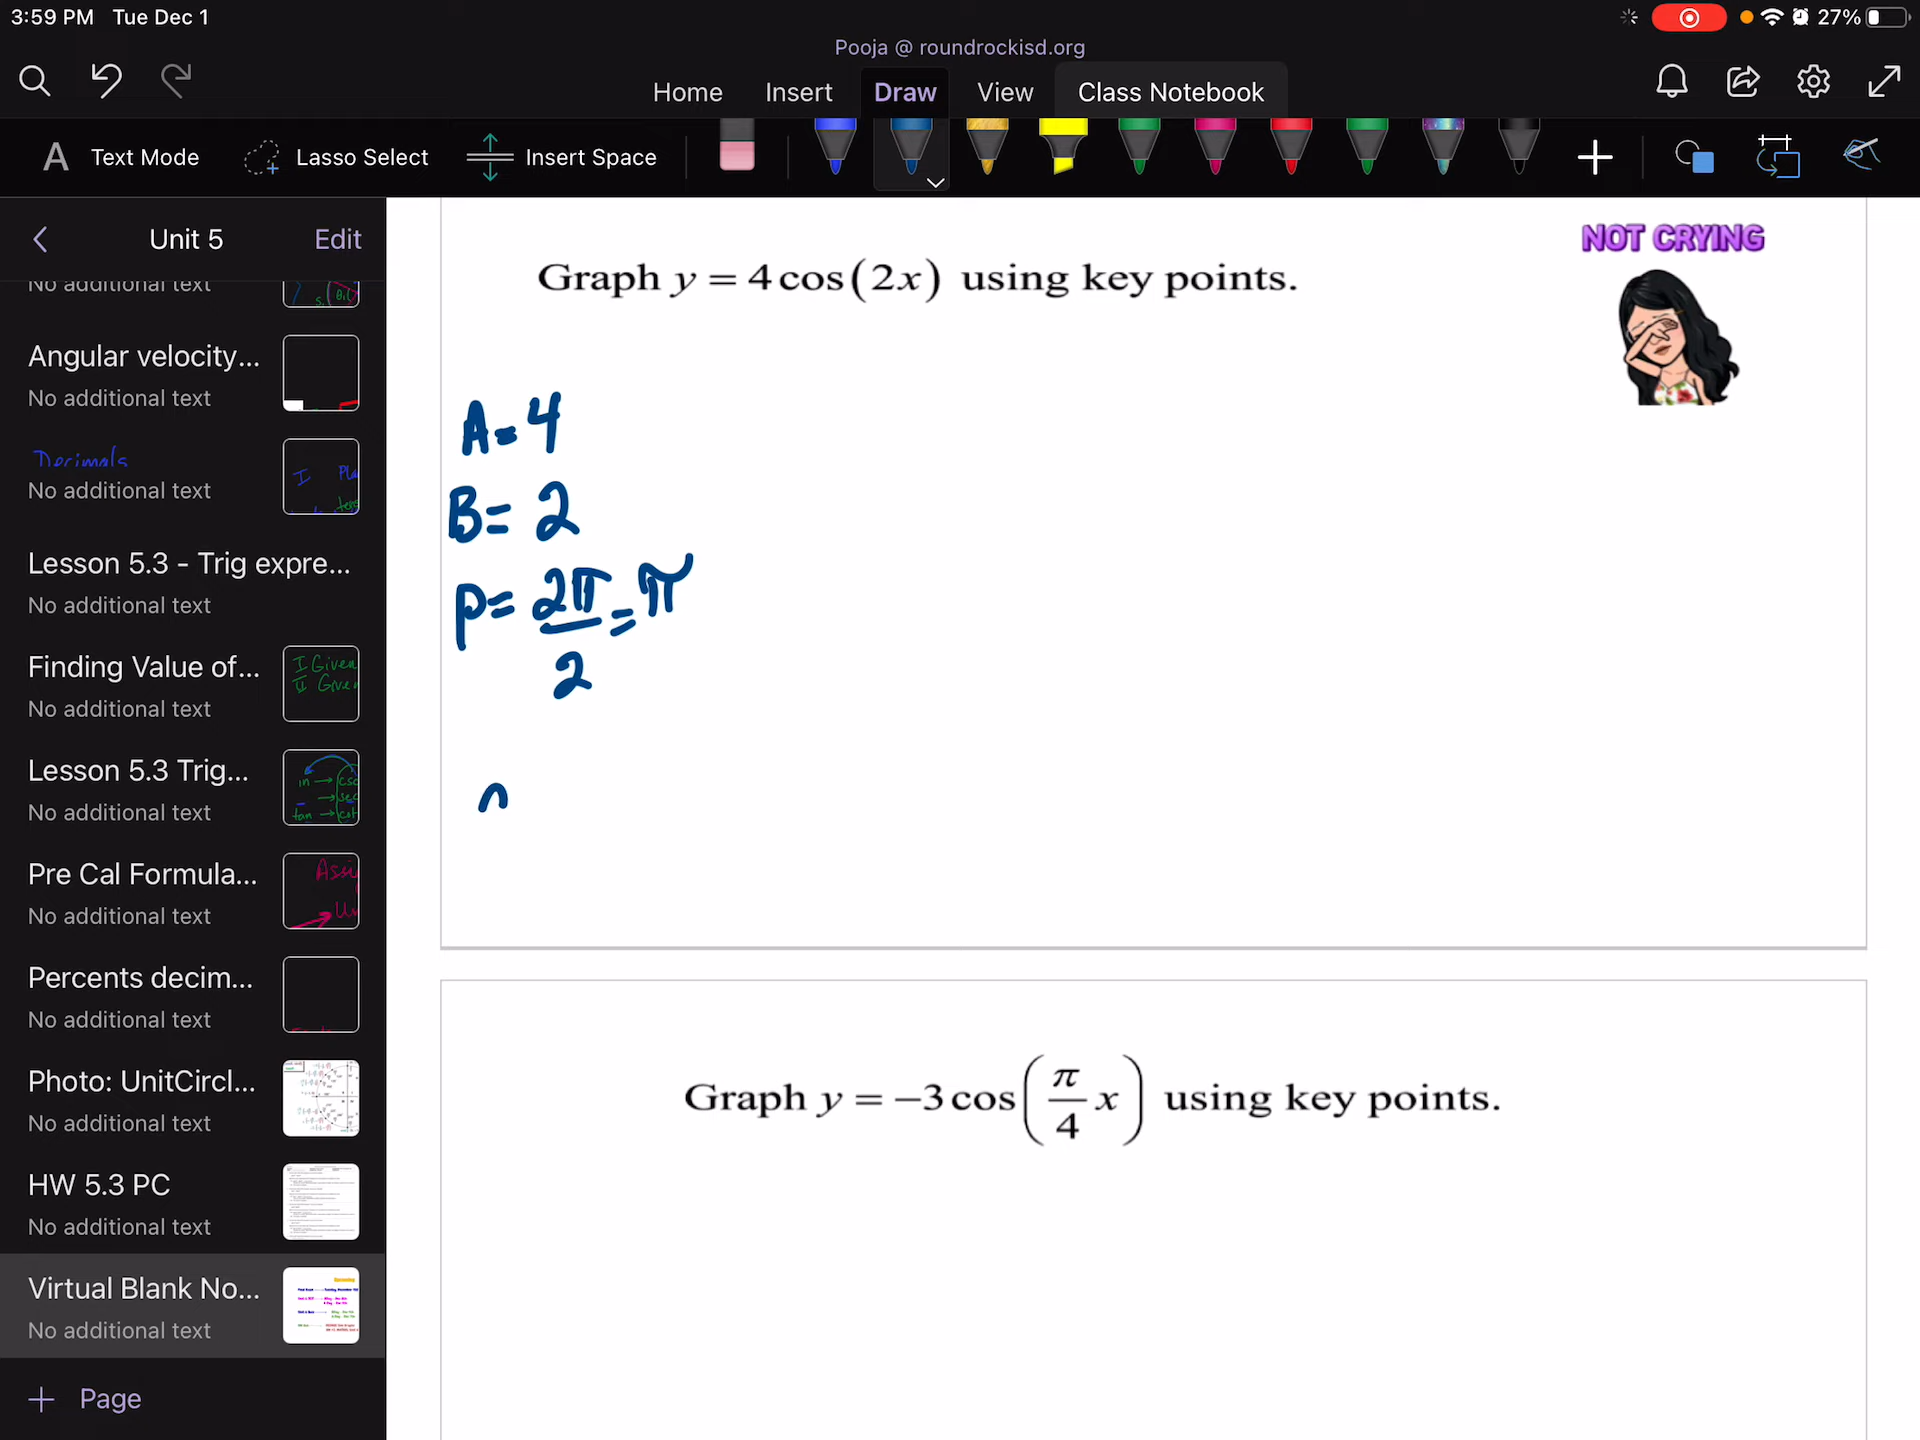 3:59 PM Tue Dec 1
27%
Pooja @ roundrockisd.org
Home Insert Draw View Class Notebook
A Text Mode Lasso Select Insert Space
Unit 5 Edit
No additional text
Angular velocity...
No additional text
Decimals
No additional text
Lesson 5.3 - Trig expre...
No additional text
Finding Value of...
No additional text
Lesson 5.3 Trig...
No additional text
Pre Cal Formula...
No additional text
Percents decim...
No additional text
Photo: UnitCircl...
No additional text
HW 5.3 PC
No additional text
Virtual Blank No...
No additional text
+ Page
NOT CRYING
Graph y = 4 cos(2x) using key points.
A = 4
B = 2
P = 2π/2 = π
Graph y = −3 cos(π/4 x) using key points.